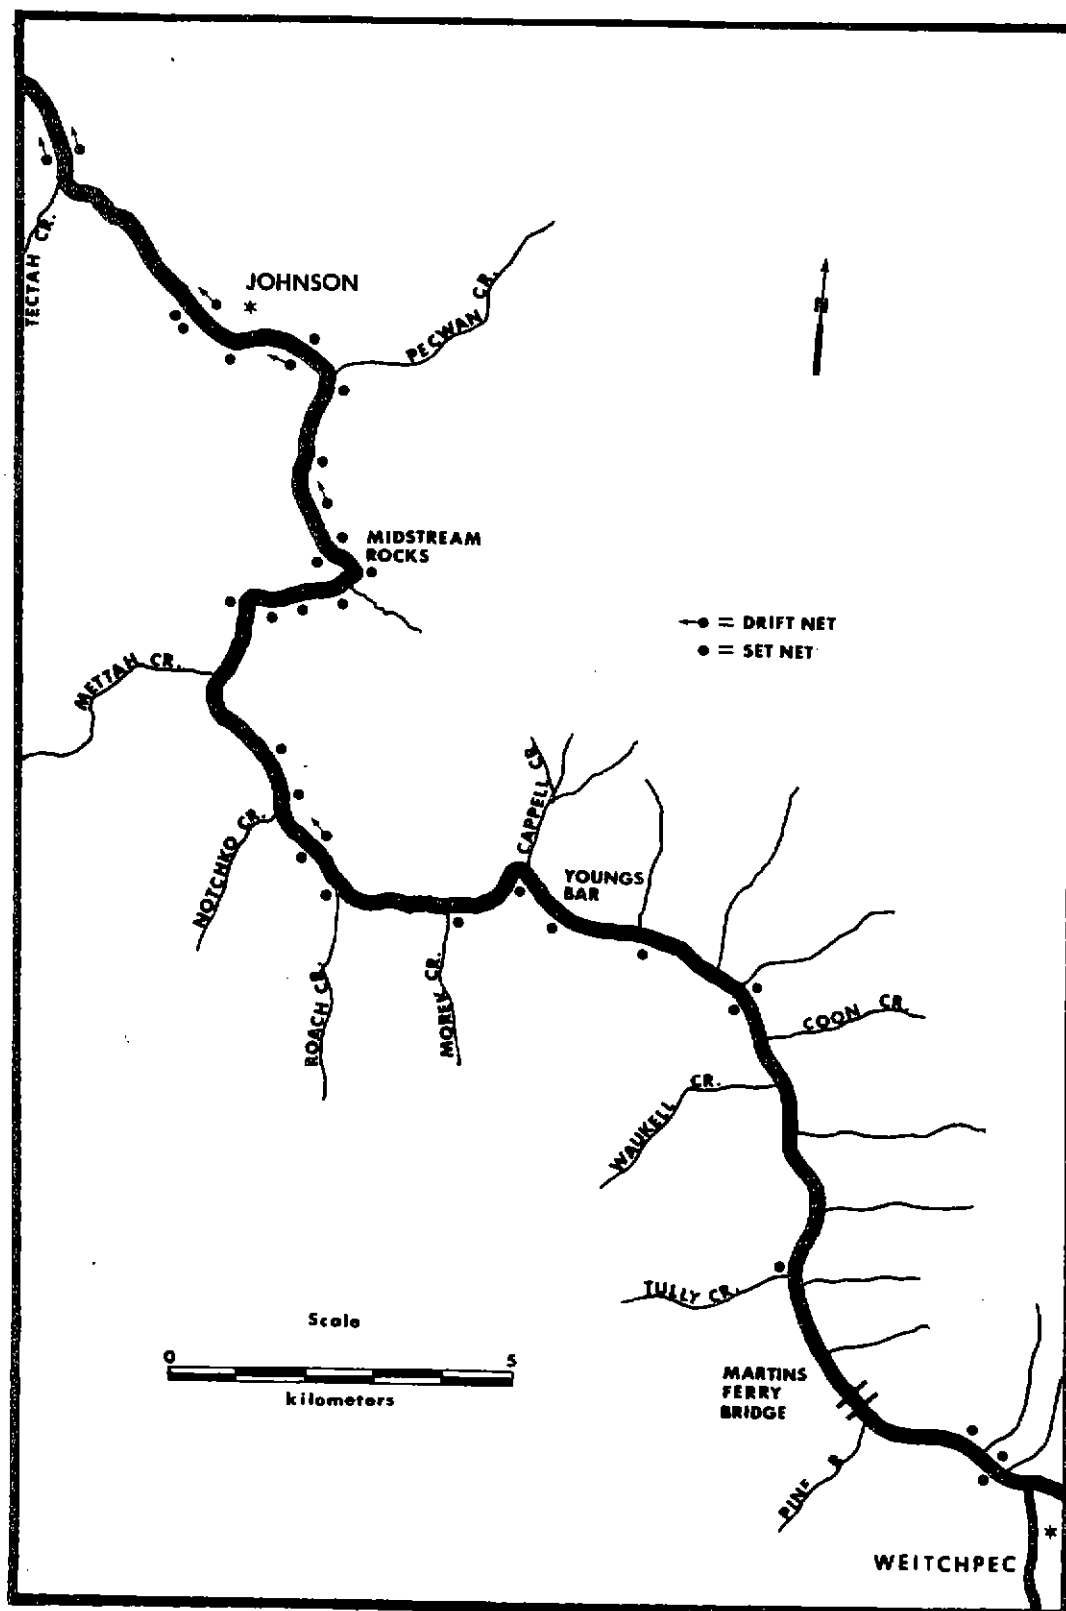 TECTAH CR.
JOHNSON
PECWAN CR.
N
MIDSTREAM
ROCKS
= DRIFT NET
= SET NET
METTAH CR.
CAPPELL CR.
NOTCHKO CR.
YOUNGS
BAR
ROACH CR.
MOREK CR.
COON CR.
WAUKELL CR.
TULLY CR.
Scale
0 5
kilometers
MARTINS
FERRY
BRIDGE
PINE
WEITCHPEC